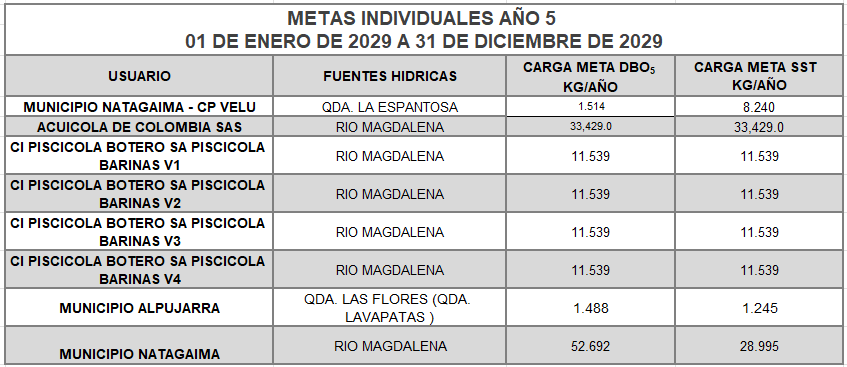 METAS INDIVIDUALES AÑO 5
01 DE ENERO DE 2029 A 31 DE DICIEMBRE DE 2029
USUARIO FUENTES HIDRICAS CARGA META DBO₅ KG/AÑO CARGA META SST KG/AÑO
MUNICIPIO NATAGAIMA - CP VELU QDA. LA ESPANTOSA 1.514 8.240
ACUICOLA DE COLOMBIA SAS RIO MAGDALENA 33,429.0 33,429.0
CI PISCICOLA BOTERO SA PISCICOLA BARINAS V1 RIO MAGDALENA 11.539 11.539
CI PISCICOLA BOTERO SA PISCICOLA BARINAS V2 RIO MAGDALENA 11.539 11.539
CI PISCICOLA BOTERO SA PISCICOLA BARINAS V3 RIO MAGDALENA 11.539 11.539
CI PISCICOLA BOTERO SA PISCICOLA BARINAS V4 RIO MAGDALENA 11.539 11.539
MUNICIPIO ALPUJARRA QDA. LAS FLORES (QDA. LAVAPATAS ) 1.488 1.245
MUNICIPIO NATAGAIMA RIO MAGDALENA 52.692 28.995